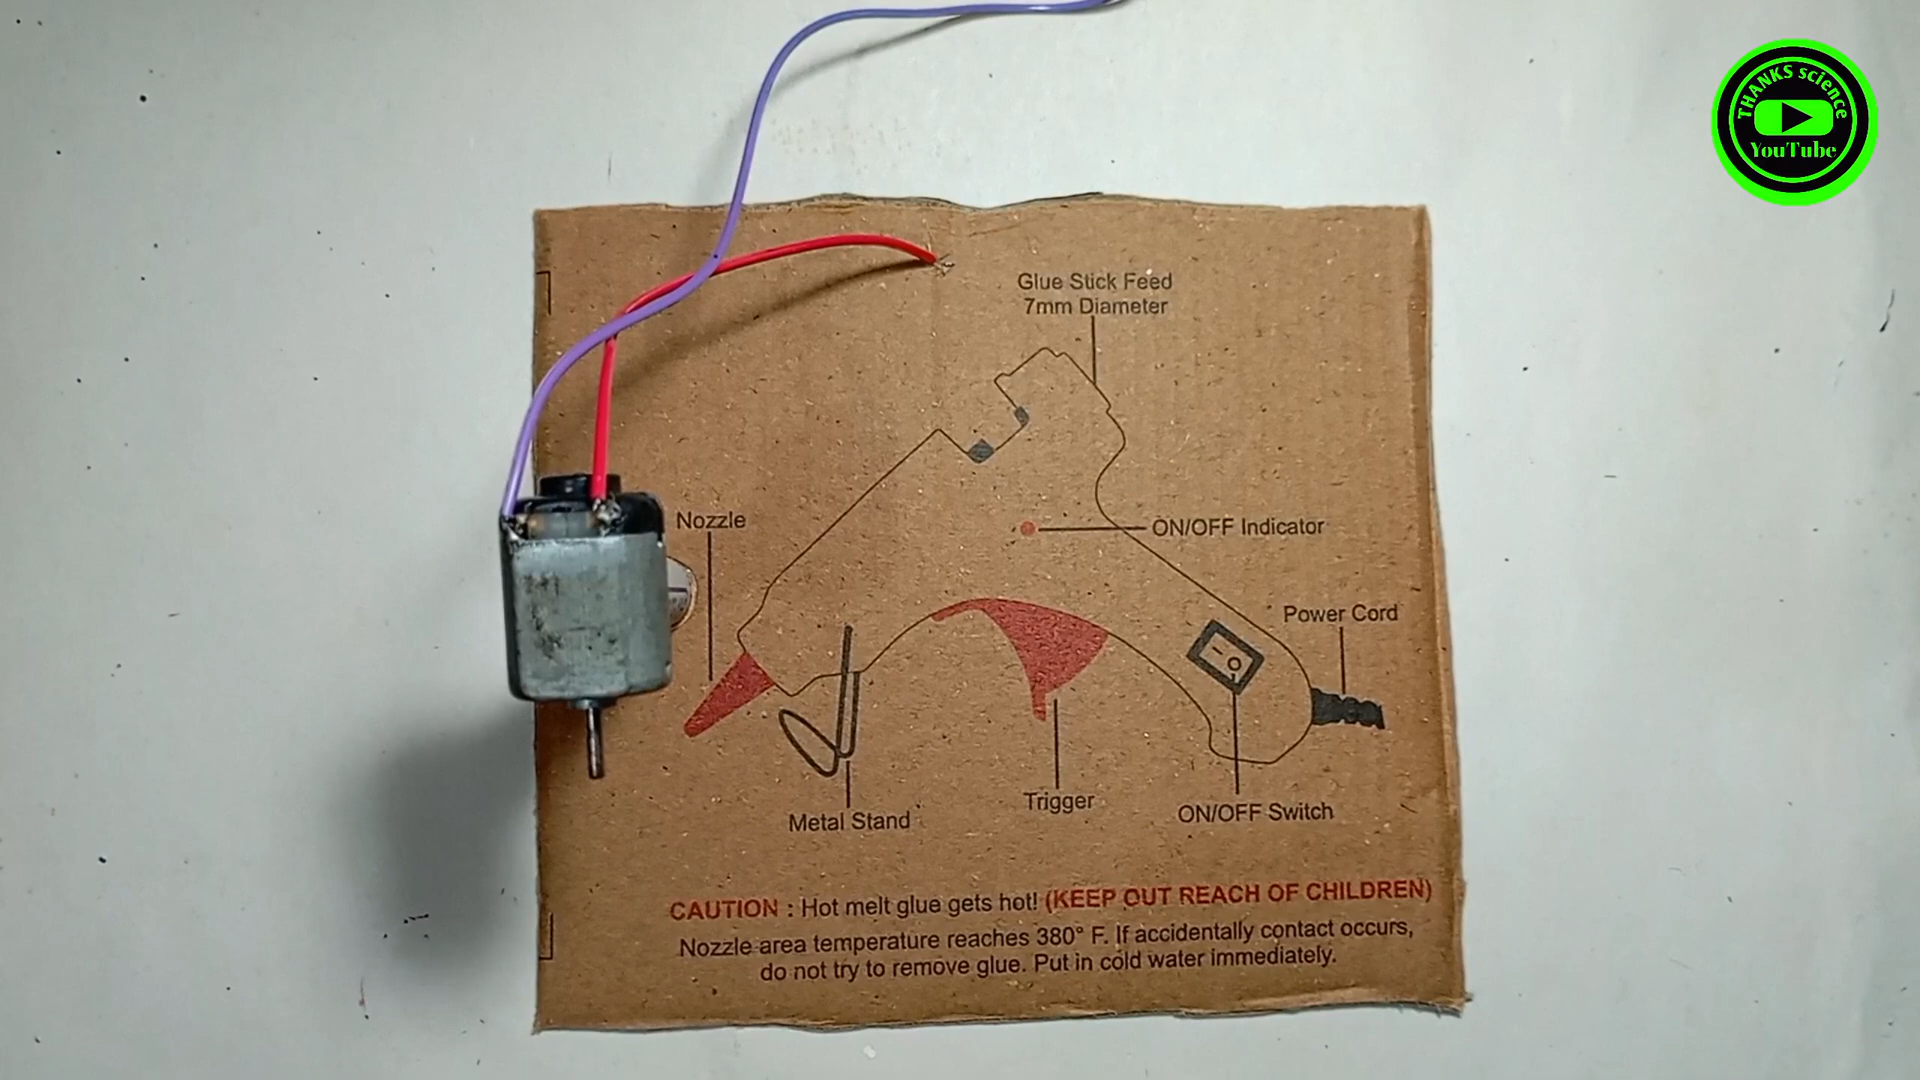 THANKS science
YouTube
Glue Stick Feed
7mm Diameter
Nozzle
ON/OFF Indicator
Power Cord
Metal Stand
Trigger
ON/OFF Switch
CAUTION : Hot melt glue gets hot! (KEEP OUT REACH OF CHILDREN)
Nozzle area temperature reaches 380° F. If accidentally contact occurs,
do not try to remove glue. Put in cold water immediately.